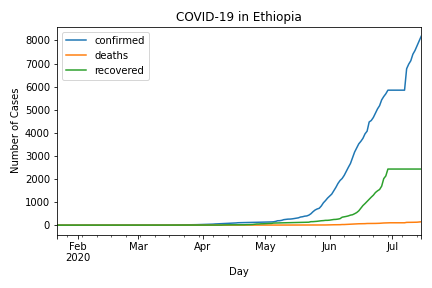 COVID-19 in Ethiopia
confirmed
deaths
recovered
Number of Cases
8000
7000
6000
5000
4000
3000
2000
1000
0
Feb
2020
Mar
Apr
May
Jun
Jul
Day